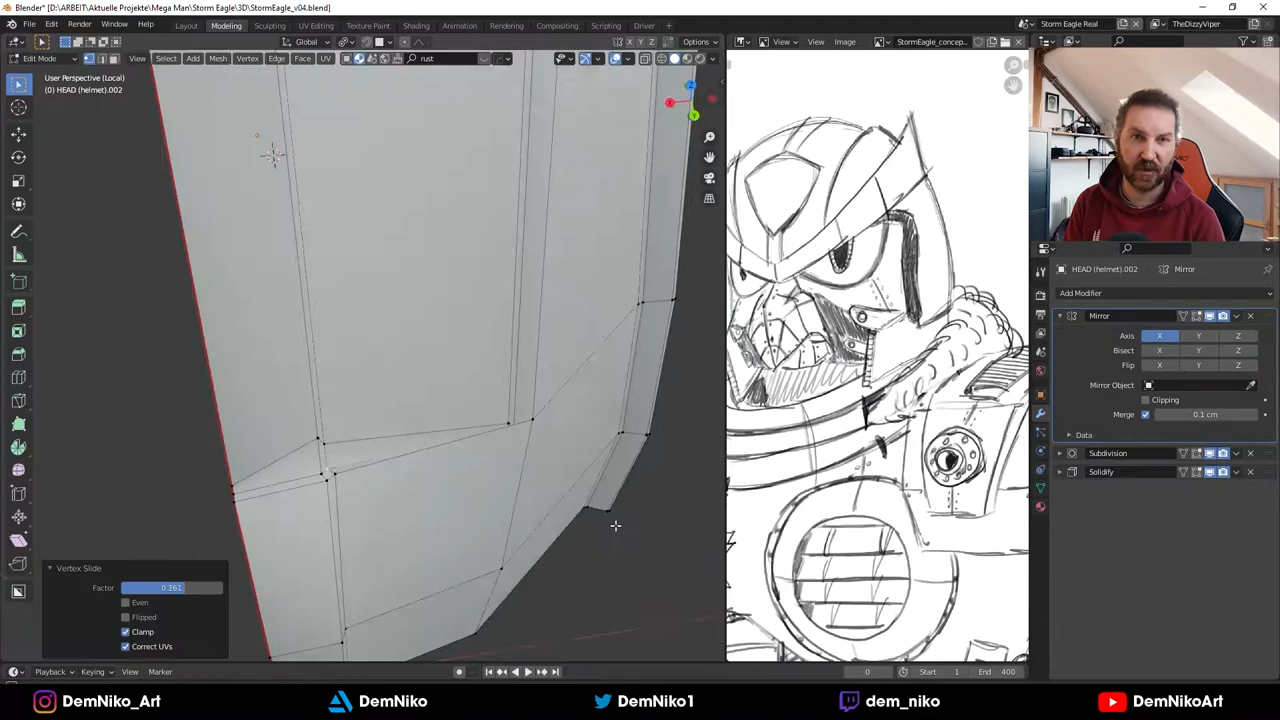 Blender* [D:\ARBEIT\Aktuelle Projekte\Mega Man\Storm Eagle\3D\StormEagle_v04.blend]
File Edit Render Window Help Layout Modeling Sculpting UV Editing Texture Paint Shading Animation Rendering Compositing Scripting Driver Storm Eagle Real TheDizzyViper
Global X Y Z Options View View Image StormEagle_concep...
Edit Mode View Select Add Mesh Vertex Edge Face UV rust
User Perspective (Local)
(0) HEAD (helmet).002
Z
X
Y
HEAD (helmet).002 Mirror
Add Modifier
Mirror
Axis X Y Z
Bisect X Y Z
Flip X Y Z
Mirror Object
Clipping
Merge 0.1 cm
Data
Subdivision
Solidify
Vertex Slide
Factor 0.261
Even
Flipped
Clamp
Correct UVs
Playback Keying View Marker 0 Start 1 End 400
DemNiko_Art DemNiko DemNiko1 dem_niko DemNikoArt